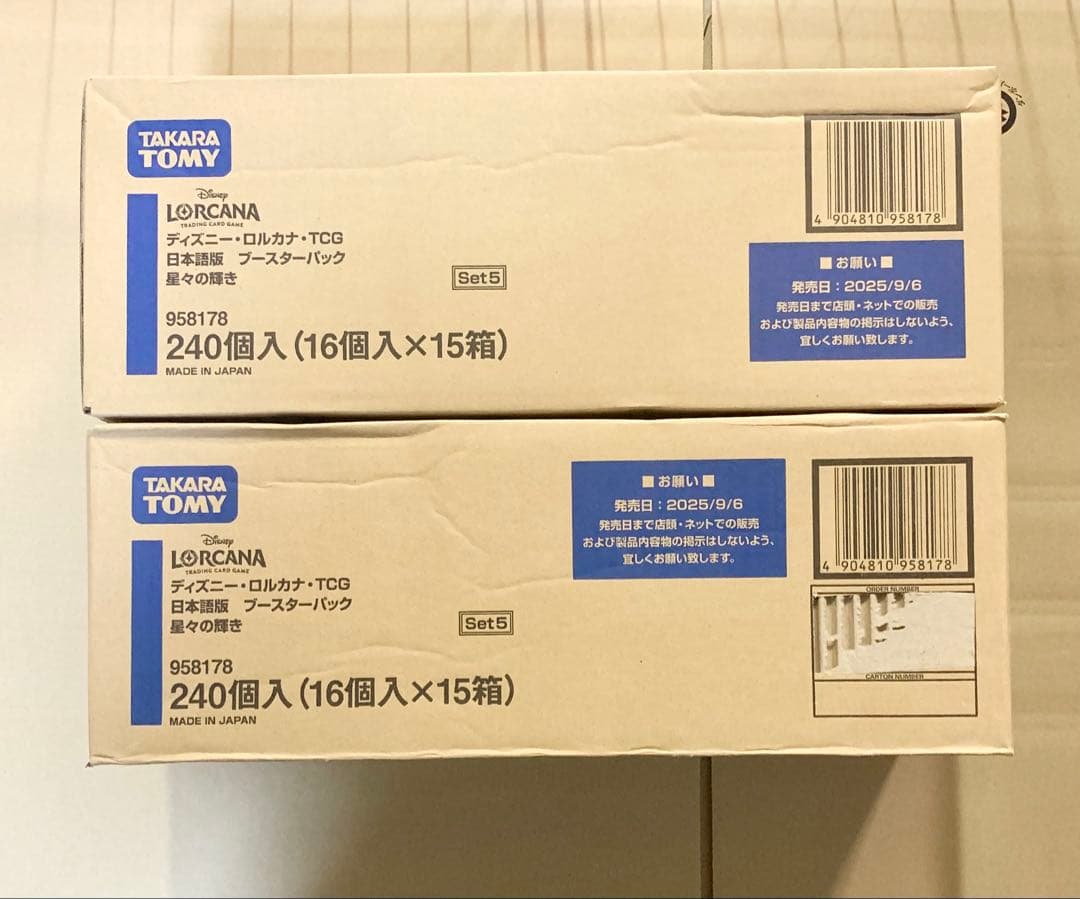 TAKARA
TOMY
Disney
LORCANA
TRADING CARD GAME
ディズニー・ロルカナ・TCG
日本語版 ブースターパック
星々の輝き
Set5
958178
240個入(16個入×15箱)
MADE IN JAPAN
4 904810 958178
■お願い■
発売日:2025/9/6
発売日まで店頭・ネットでの販売
および製品内容物の掲示はしないよう、
宜しくお願い致します。
TAKARA
TOMY
Disney
LORCANA
TRADING CARD GAME
ディズニー・ロルカナ・TCG
日本語版 ブースターパック
星々の輝き
Set5
958178
240個入(16個入×15箱)
MADE IN JAPAN
■お願い■
発売日:2025/9/6
発売日まで店頭・ネットでの販売
および製品内容物の掲示はしないよう、
宜しくお願い致します。
4 904810 958178
ORDER NUMBER
CARTON NUMBER